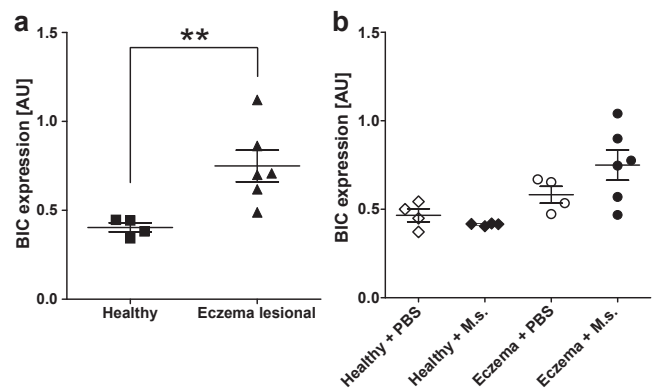 a
BIC expression [AU]
1.5
1.0
0.5
0.0
**
Healthy
Eczema lesional
b
BIC expression [AU]
1.5
1.0
0.5
0.0
Healthy + PBS
Healthy + M.s.
Eczema + PBS
Eczema + M.s.